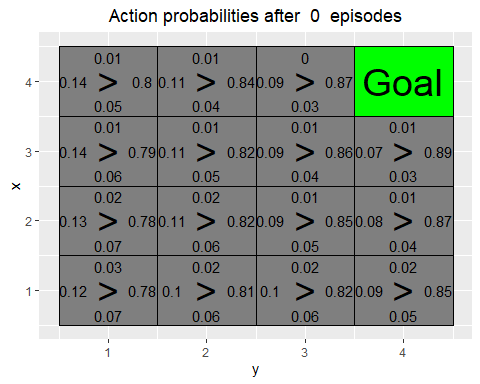 Action probabilities after 0 episodes
0.01 0.01 0
4 0.14 > 0.8 0.11 > 0.84 0.09 > 0.87 Goal
0.05 0.04 0.03
0.01 0.01 0.01 0.01
3 0.14 > 0.79 0.11 > 0.82 0.09 > 0.86 0.07 > 0.89
0.06 0.05 0.04 0.03
x
0.02 0.02 0.01 0.01
2 0.13 > 0.78 0.11 > 0.82 0.09 > 0.85 0.08 > 0.87
0.07 0.06 0.05 0.04
0.03 0.02 0.02 0.02
1 0.12 > 0.78 0.1 > 0.81 0.1 > 0.82 0.09 > 0.85
0.07 0.06 0.06 0.05
1 2 3 4
y